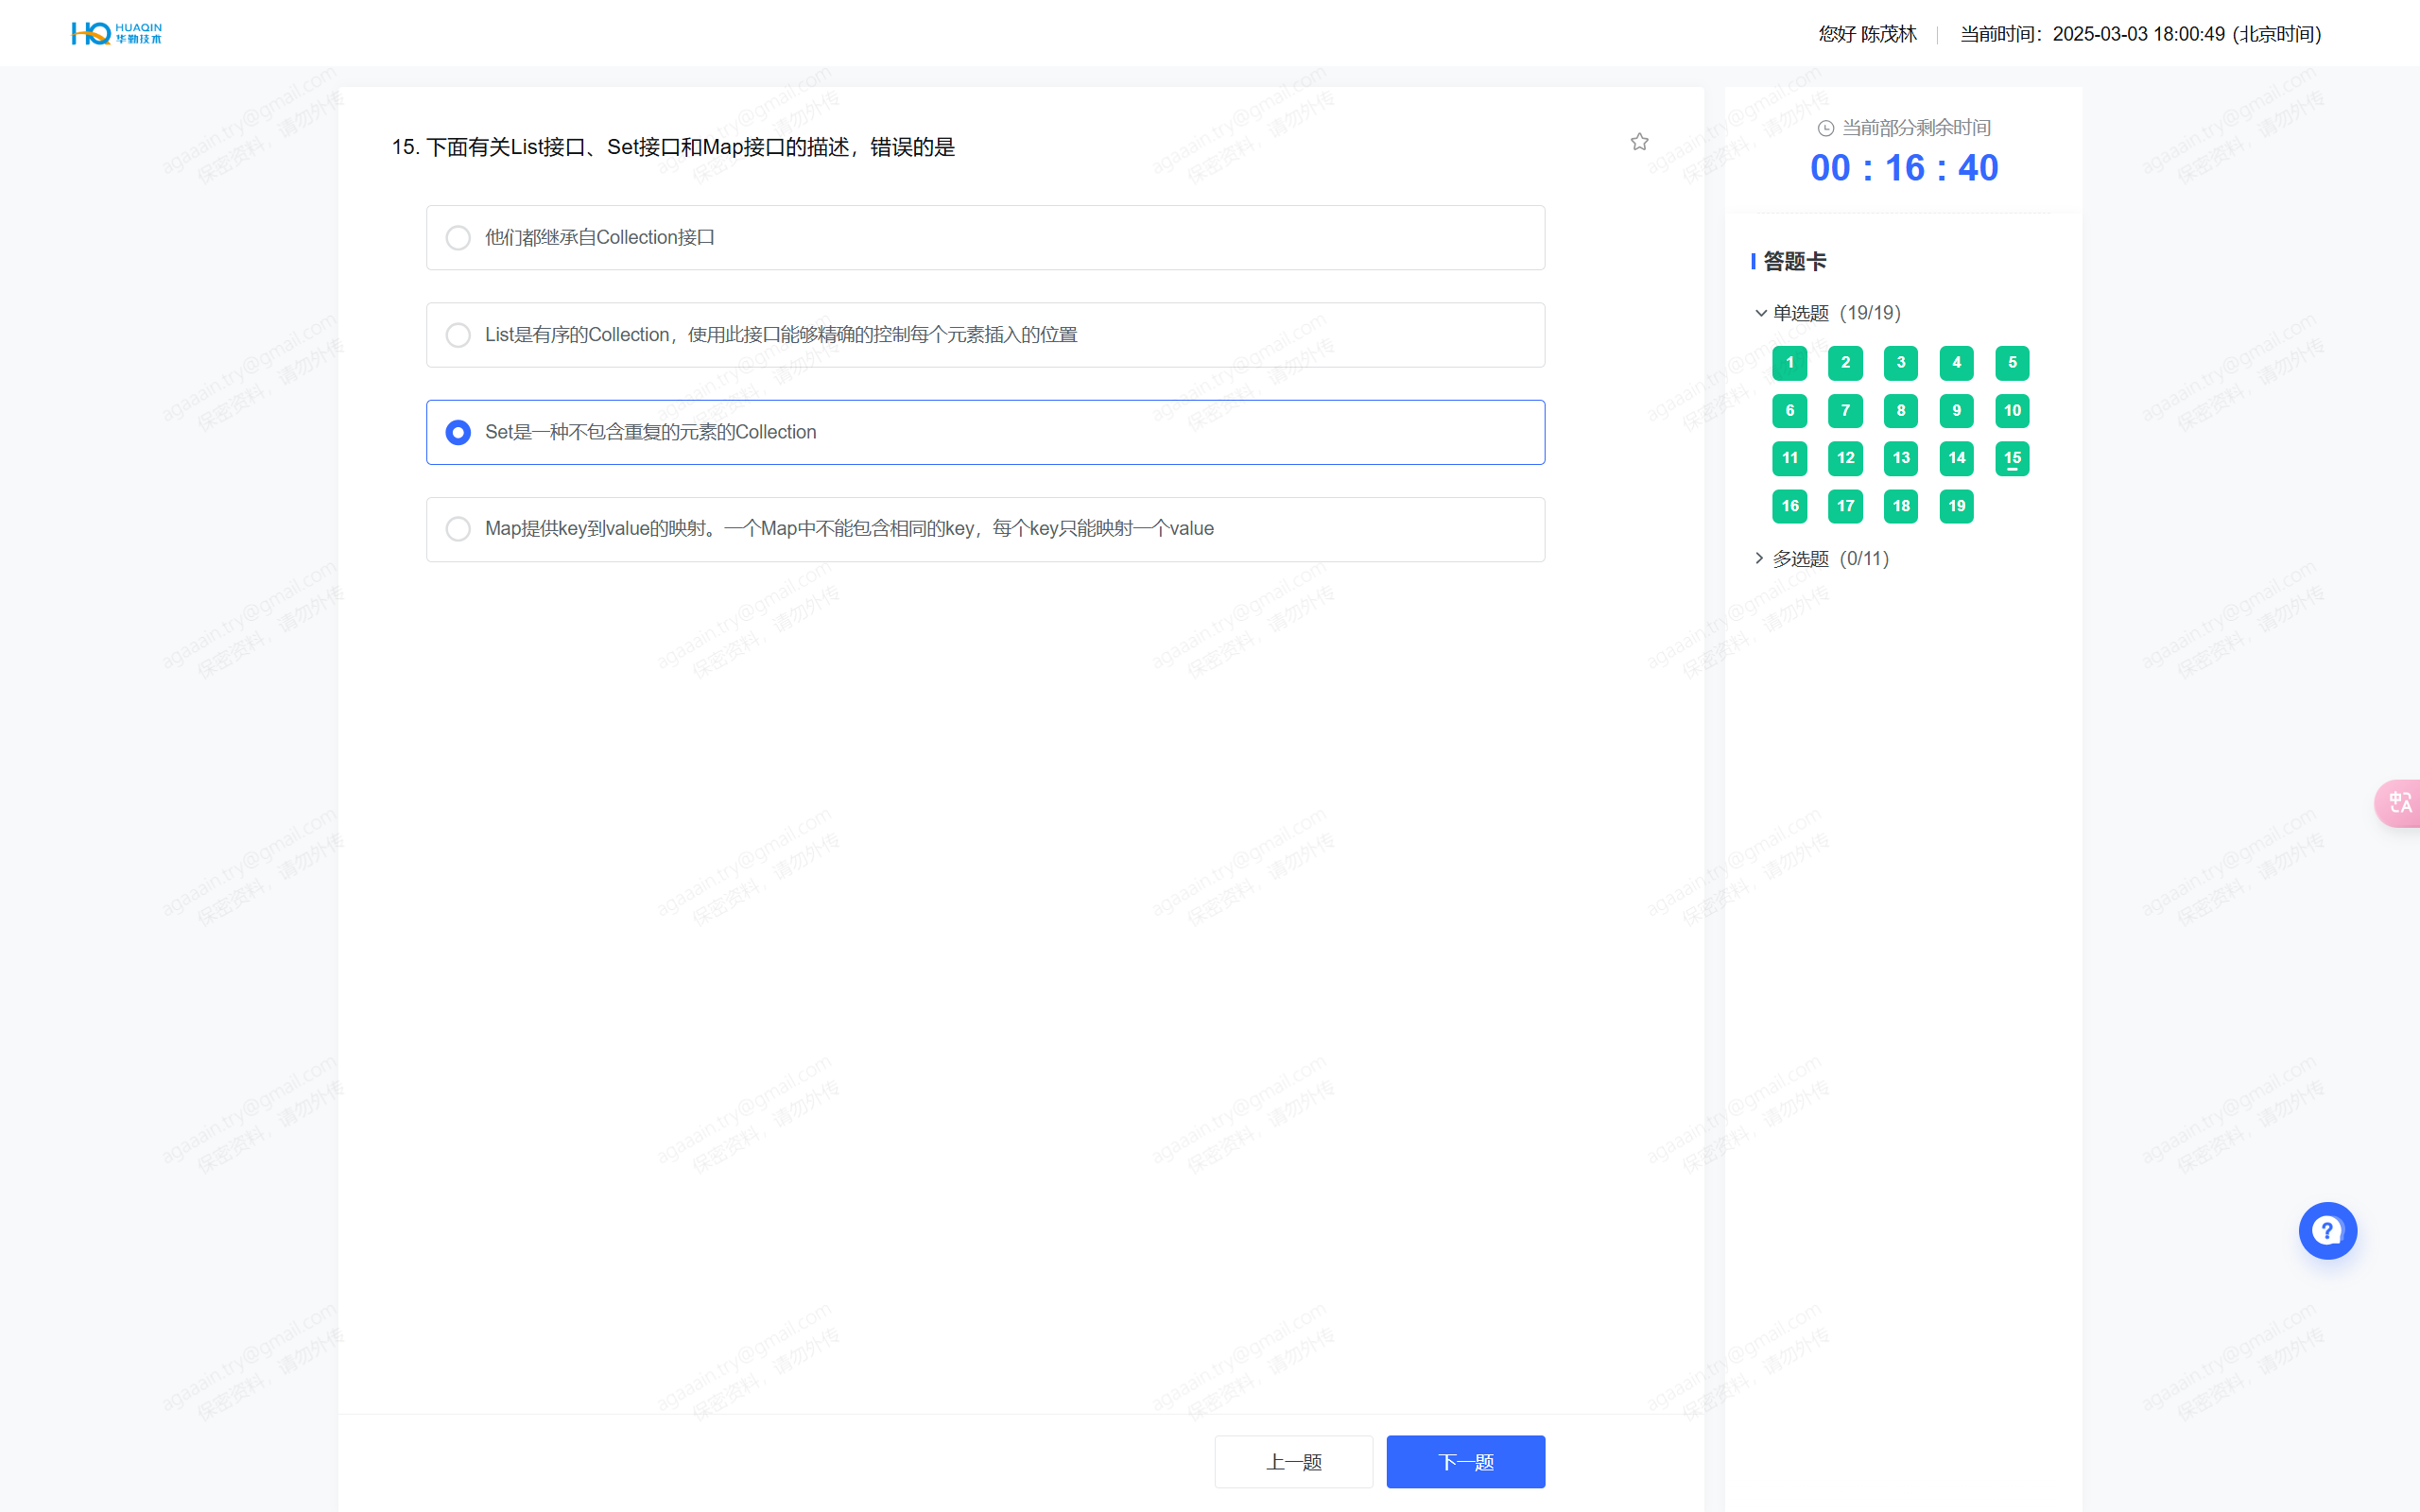 HQ HUAQIN 华勤技术
您好 陈茂林 当前时间：2025-03-03 18:00:49 (北京时间)
15. 下面有关List接口、Set接口和Map接口的描述，错误的是
他们都继承自Collection接口
List是有序的Collection，使用此接口能够精确的控制每个元素插入的位置
Set是一种不包含重复的元素的Collection
Map提供key到value的映射。一个Map中不能包含相同的key，每个key只能映射一个value
上一题 下一题
当前部分剩余时间
00 : 16 : 40
答题卡
单选题（19/19）
1 2 3 4 5
6 7 8 9 10
11 12 13 14 15
16 17 18 19
多选题（0/11）
中A
?
agaaain.try@gmail.com
保密资料，请勿外传